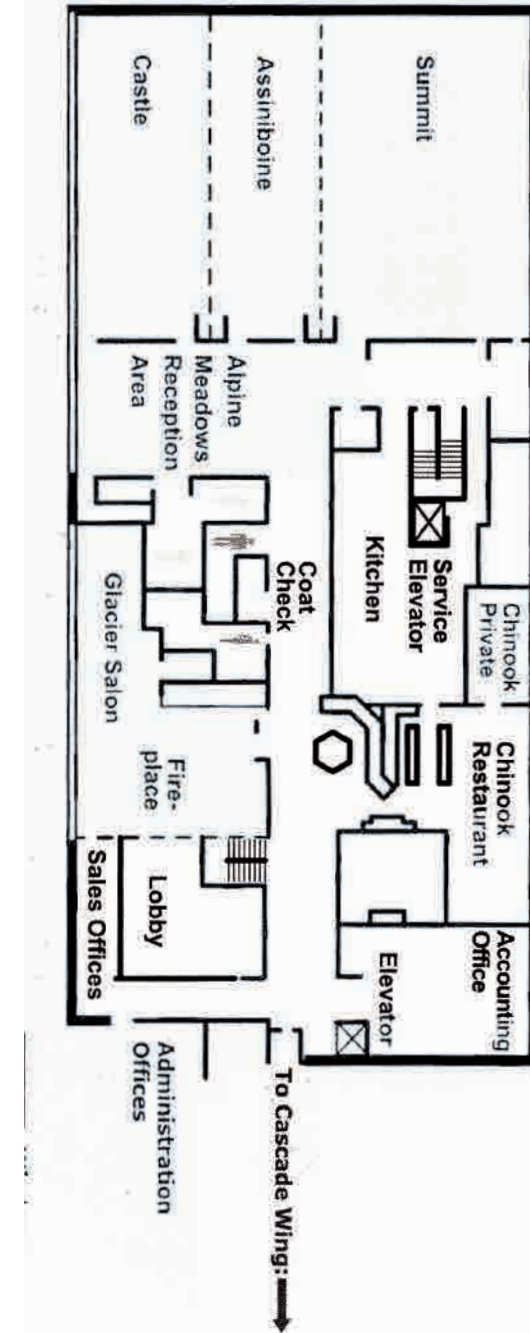 Summit
Assiniboine
Castle
Alpine
Meadows
Reception
Area
Service
Elevator
Kitchen
Coat
Check
Glacier Salon
Chinook
Private
Chinook
Restaurant
Fire-
place
Lobby
Sales Offices
Accounting
Office
Elevator
Administration
Offices
To Cascade Wing: